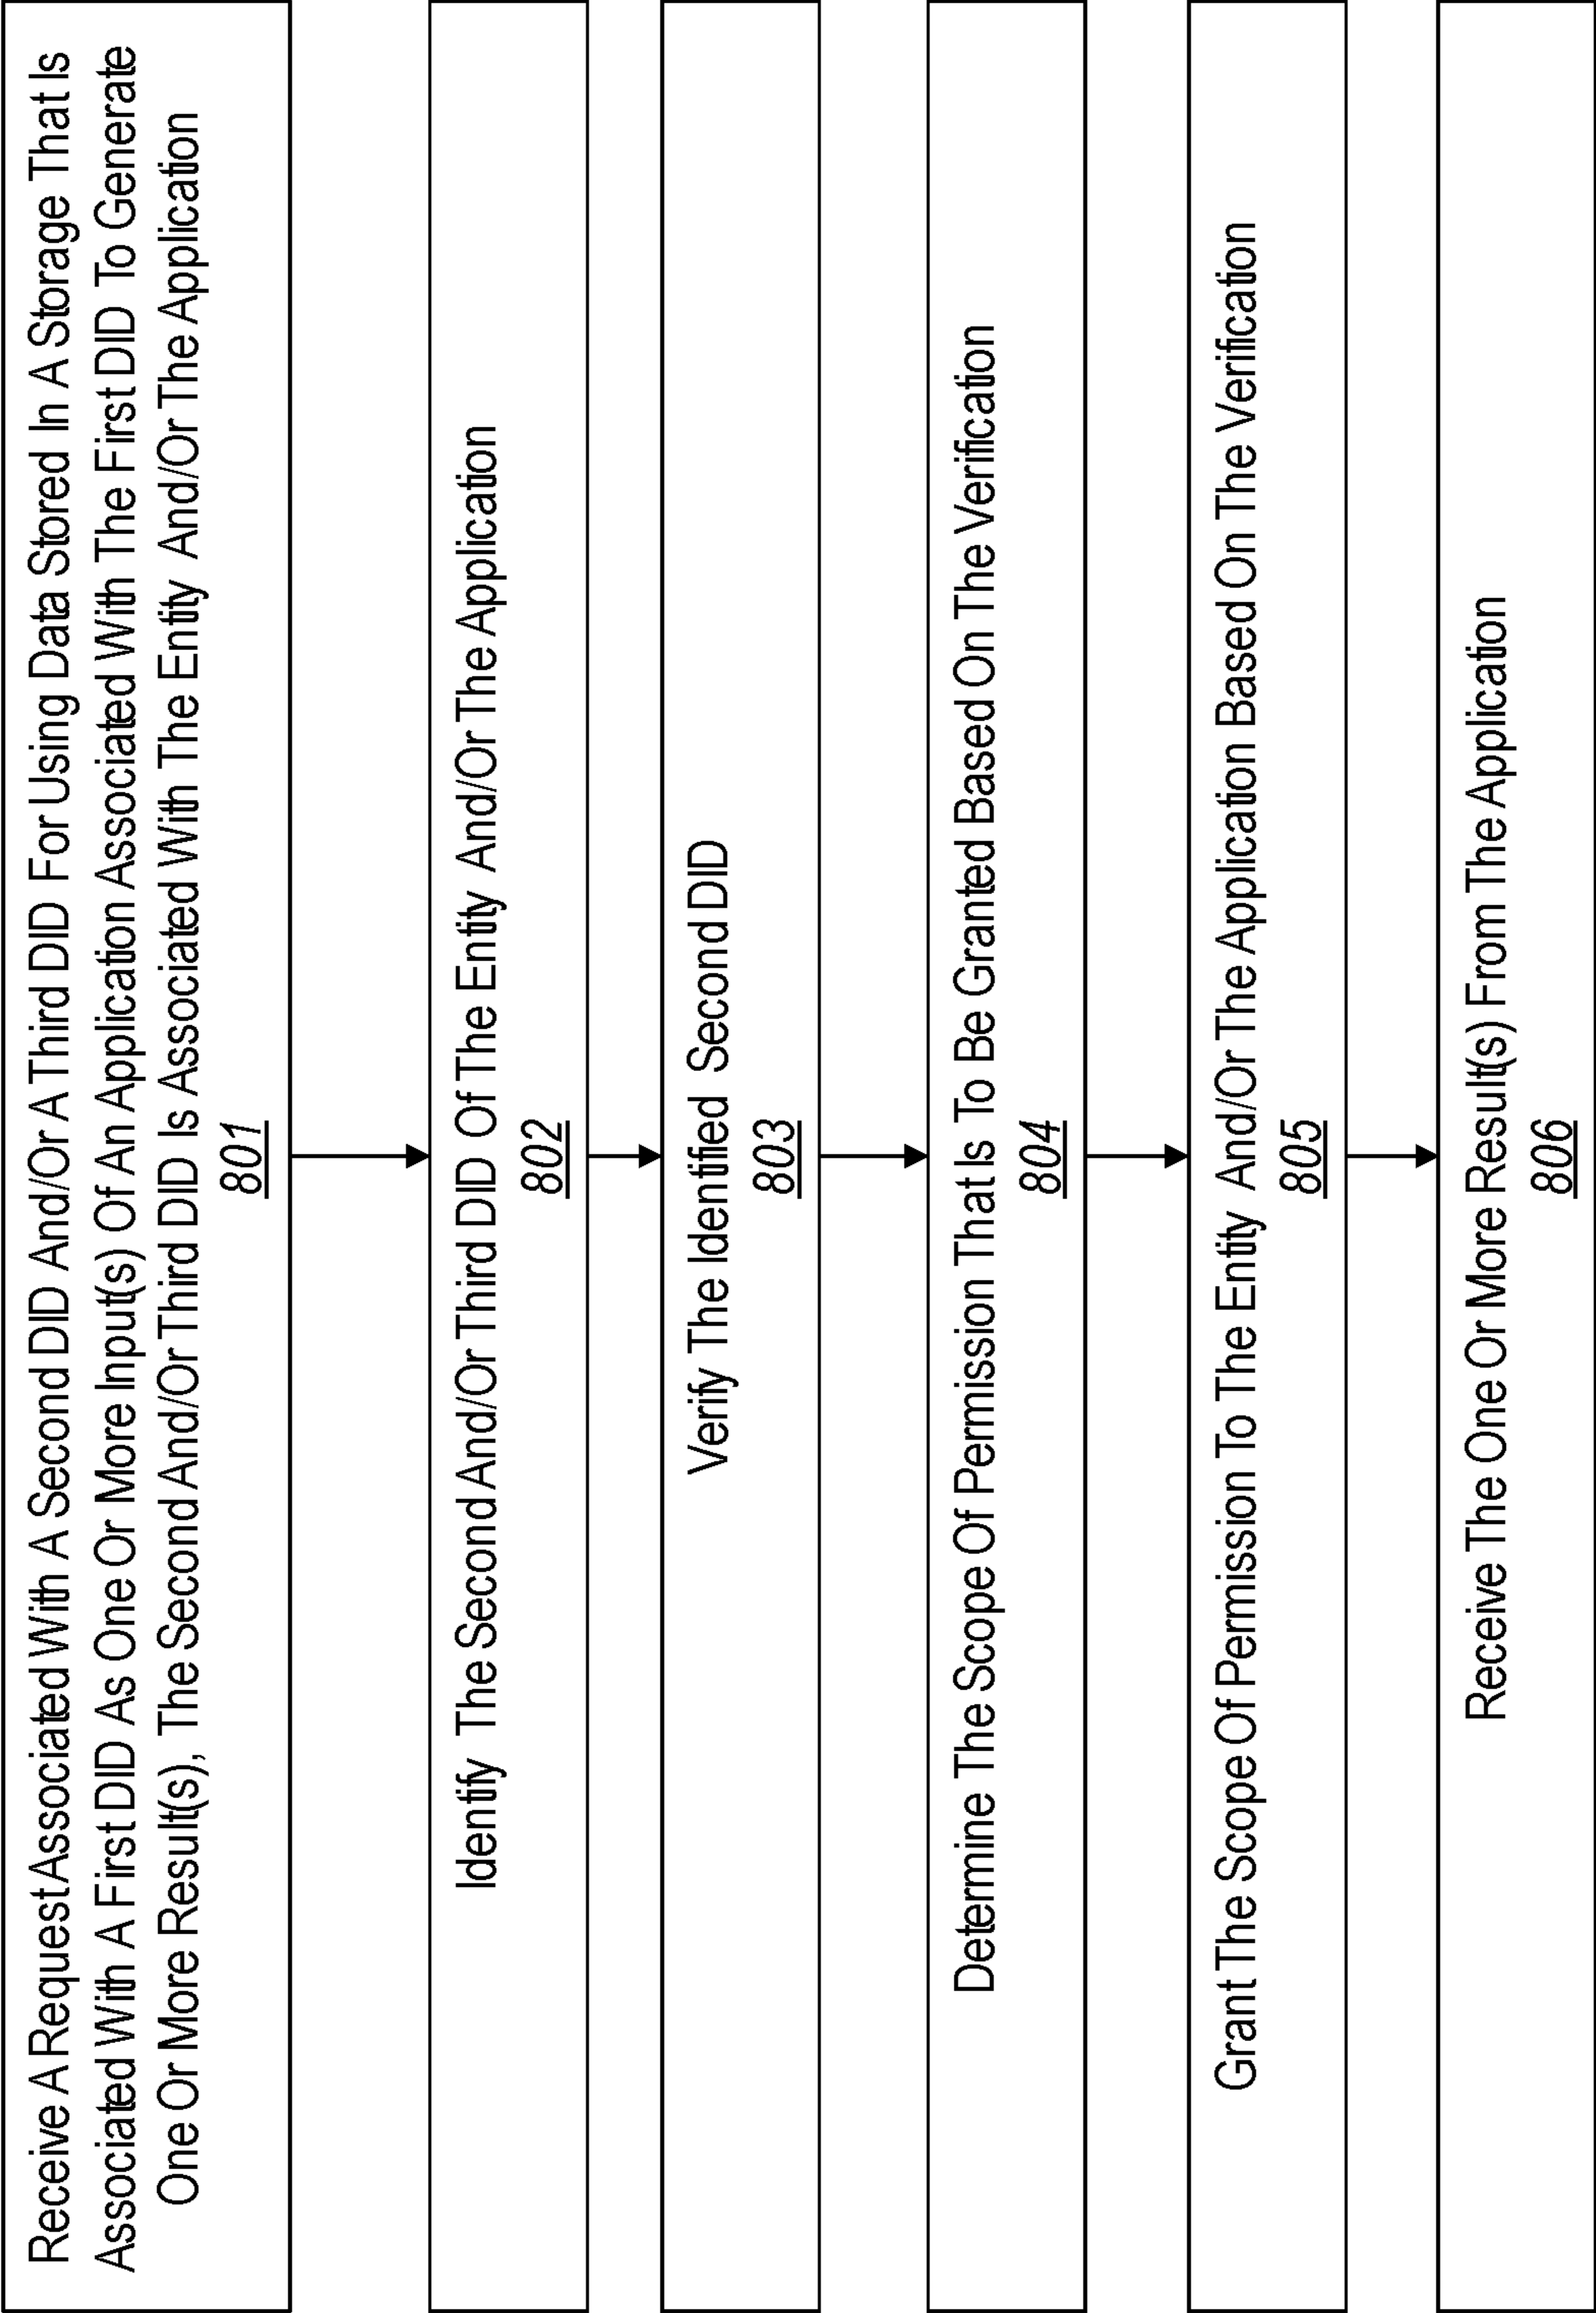 Receive A Request Associated With A Second DID And/Or A Third DID For Using Data Stored In A Storage That Is
Associated With A First DID As One Or More Input(s) Of An Application Associated With The First DID To Generate
One Or More Result(s), The Second And/Or Third DID Is Associated With The Entity And/Or The Application
801
Identify The Second And/Or Third DID Of The Entity And/Or The Application
802
Verify The Identified Second DID
803
Determine The Scope Of Permission That Is To Be Granted Based On The Verification
804
Grant The Scope Of Permission To The Entity And/Or The Application Based On The Verification
805
Receive The One Or More Result(s) From The Application
806